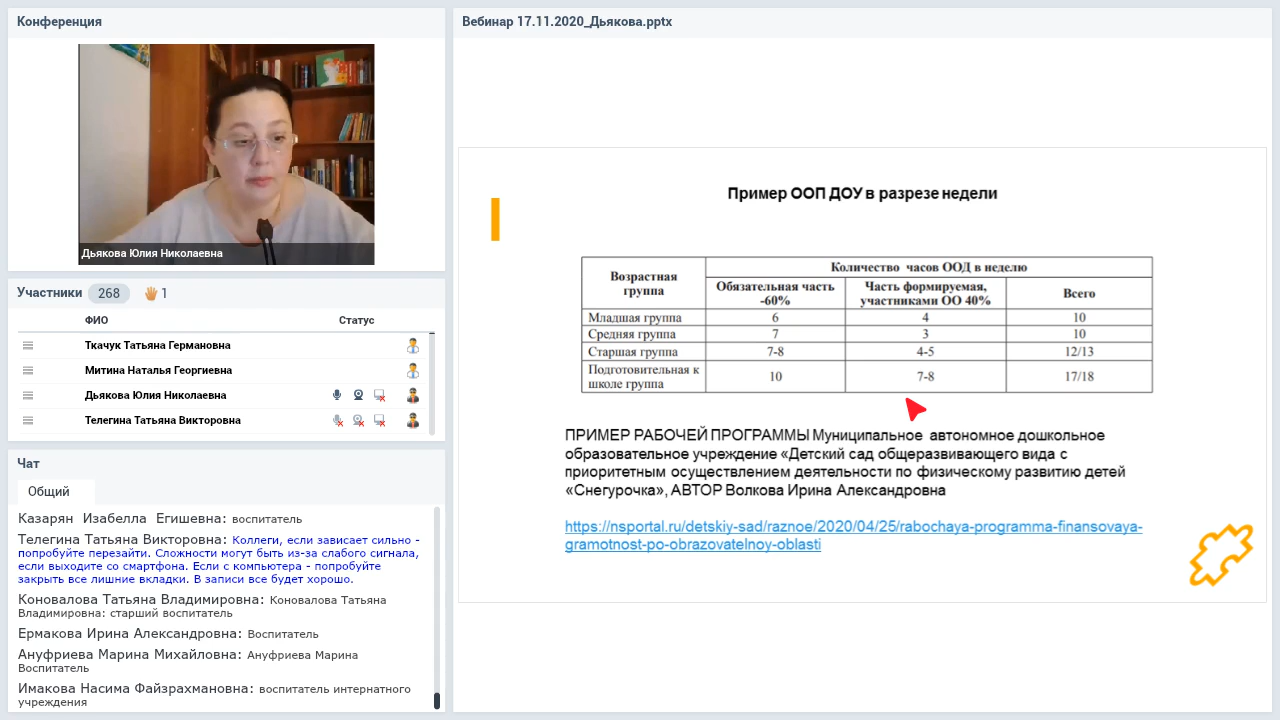 Конференция
Дьякова Юлия Николаевна
Участники 268 1
ФИО Статус
Ткачук Татьяна Германовна
Митина Наталья Георгиевна
Дьякова Юлия Николаевна
Телегина Татьяна Викторовна
Чат
Общий
Казарян Изабелла Егишевна: воспитатель
Телегина Татьяна Викторовна: Коллеги, если зависает сильно -
попробуйте перезайти. Сложности могут быть из-за слабого сигнала,
если выходите со смартфона. Если с компьютера - попробуйте
закрыть все лишние вкладки. В записи все будет хорошо.
Коновалова Татьяна Владимировна: Коновалова Татьяна
Владимировна: старший воспитатель
Ермакова Ирина Александровна: Воспитатель
Ануфриева Марина Михайловна: Ануфриева Марина
Воспитатель
Имакова Насима Файзрахмановна: воспитатель интернатного
учреждения
Вебинар 17.11.2020_Дьякова.pptx
Пример ООП ДОУ в разрезе недели
Возрастная группа Количество часов ООД в неделю
Обязательная часть -60% Часть формируемая, участниками ОО 40% Всего
Младшая группа 6 4 10
Средняя группа 7 3 10
Старшая группа 7-8 4-5 12/13
Подготовительная к школе группа 10 7-8 17/18
ПРИМЕР РАБОЧЕЙ ПРОГРАММЫ Муниципальное автономное дошкольное
образовательное учреждение «Детский сад общеразвивающего вида с
приоритетным осуществлением деятельности по физическому развитию детей
«Снегурочка», АВТОР Волкова Ирина Александровна
https://nsportal.ru/detskiy-sad/raznoe/2020/04/25/rabochaya-programma-finansovaya-
gramotnost-po-obrazovatelnoy-oblasti